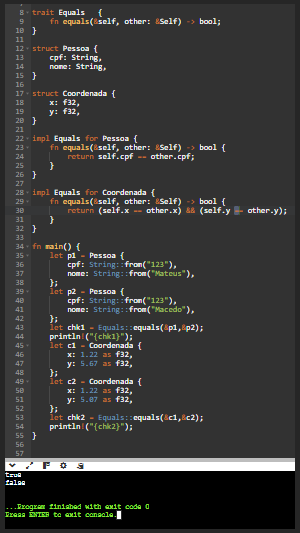 7
8 trait Equals {
9 fn equals(&self, other: &Self) -> bool;
10 }
11
12 struct Pessoa {
13 cpf: String,
14 nome: String,
15 }
16
17 struct Coordenada {
18 x: f32,
19 y: f32,
20 }
21
22 impl Equals for Pessoa {
23 fn equals(&self, other: &Self) -> bool {
24 return self.cpf == other.cpf;
25 }
26 }
27
28 impl Equals for Coordenada {
29 fn equals(&self, other: &Self) -> bool {
30 return (self.x == other.x) && (self.y == other.y);
31 }
32 }
33
34 fn main() {
35 let p1 = Pessoa {
36 cpf: String::from("123"),
37 nome: String::from("Mateus"),
38 };
39 let p2 = Pessoa {
40 cpf: String::from("123"),
41 nome: String::from("Macedo"),
42 };
43 let chk1 = Equals::equals(&p1,&p2);
44 println!("{chk1}");
45 let c1 = Coordenada {
46 x: 1.22 as f32,
47 y: 5.67 as f32,
48 };
49 let c2 = Coordenada {
50 x: 1.22 as f32,
51 y: 5.07 as f32,
52 };
53 let chk2 = Equals::equals(&c1,&c2);
54 println!("{chk2}");
55 }
56
57
true
false
...Program finished with exit code 0
Press ENTER to exit console.